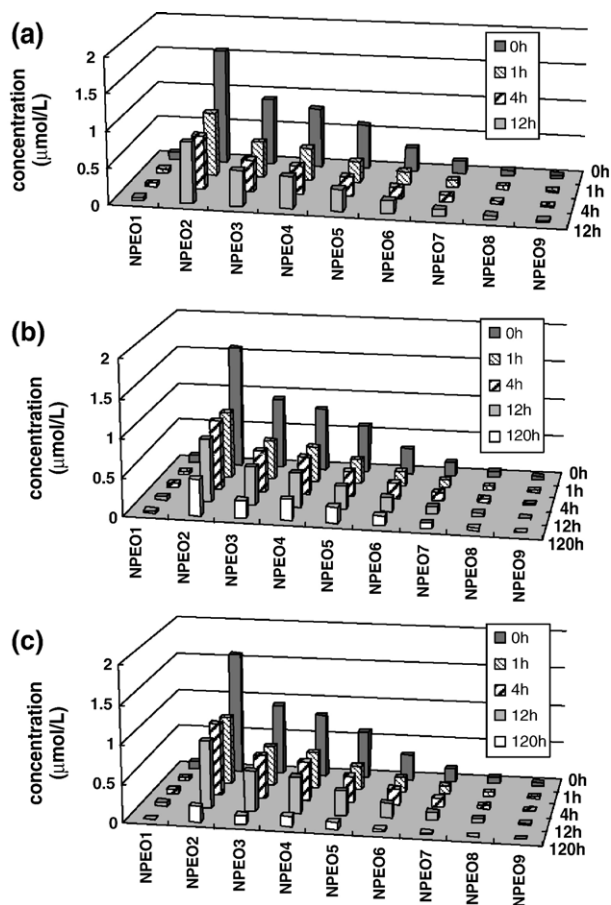 (a)
concentration
(μmol/L)
2
1.5
1
0.5
0
0h
1h
4h
12h
0h
1h
4h
12h
NPEO1
NPEO2
NPEO3
NPEO4
NPEO5
NPEO6
NPEO7
NPEO8
NPEO9
(b)
concentration
(μmol/L)
2
1.5
1
0.5
0
0h
1h
4h
12h
120h
0h
1h
4h
12h
120h
NPEO1
NPEO2
NPEO3
NPEO4
NPEO5
NPEO6
NPEO7
NPEO8
NPEO9
(c)
concentration
(μmol/L)
2
1.5
1
0.5
0
0h
1h
4h
12h
120h
0h
1h
4h
12h
120h
NPEO1
NPEO2
NPEO3
NPEO4
NPEO5
NPEO6
NPEO7
NPEO8
NPEO9